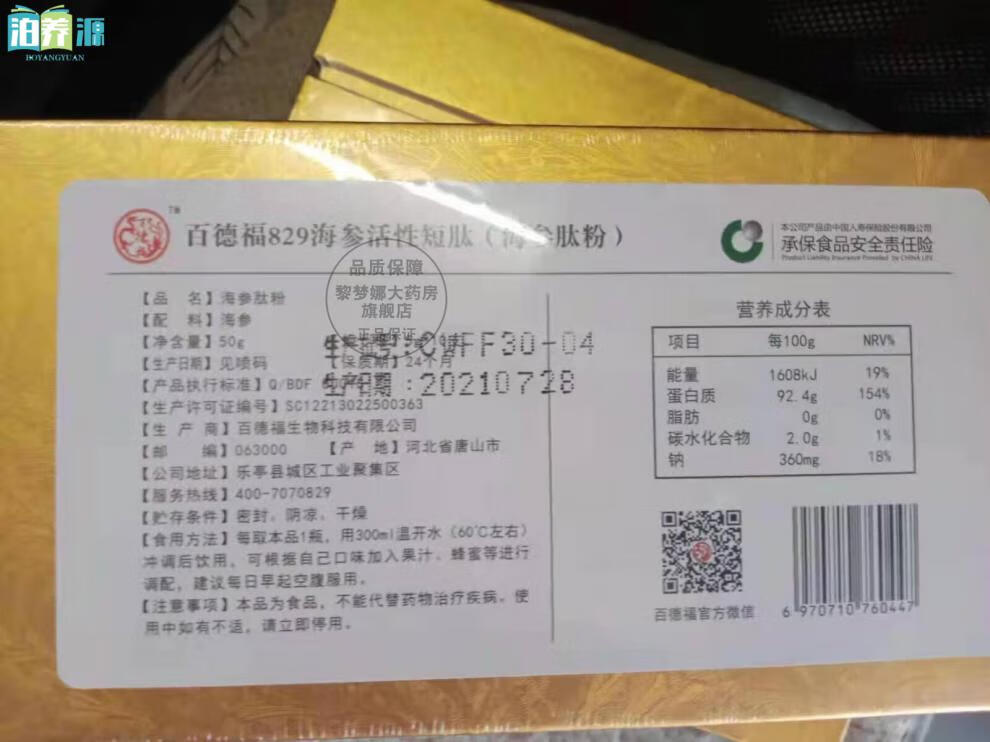 泊养源
BOYANGYUAN
TM
百德福829海参活性短肽（海参肽粉）
本公司产品由中国人寿保险股份有限公司
承保食品安全责任险
Product Liability Insurance Provided by CHINA LIFE
品质保障
黎梦娜大药房
旗舰店
正品保证
【品 名】海参肽粉
【配 料】海参
【净含量】50g
【生产日期】见喷码
【保质期】24个月
FF30-04
20210728
【产品执行标准】Q/BDF
【生产许可证编号】SC12213022500363
【生 产 商】百德福生物科技有限公司
【邮 编】063000 【产 地】河北省唐山市
【公司地址】乐亭县城区工业聚集区
【服务热线】400-7070829
【贮存条件】密封、阴凉、干燥
【食用方法】每取本品1瓶，用300ml温开水（60℃左右）
冲调后饮用，可根据自己口味加入果汁、蜂蜜等进行
调配，建议每日早起空腹服用。
【注意事项】本品为食品，不能代替药物治疗疾病。使
用中如有不适，请立即停用。
营养成分表
项目 每100g NRV%
能量 1608kJ 19%
蛋白质 92.4g 154%
脂肪 0g 0%
碳水化合物 2.0g 1%
钠 360mg 18%
百德福官方微信
6 970710 760447